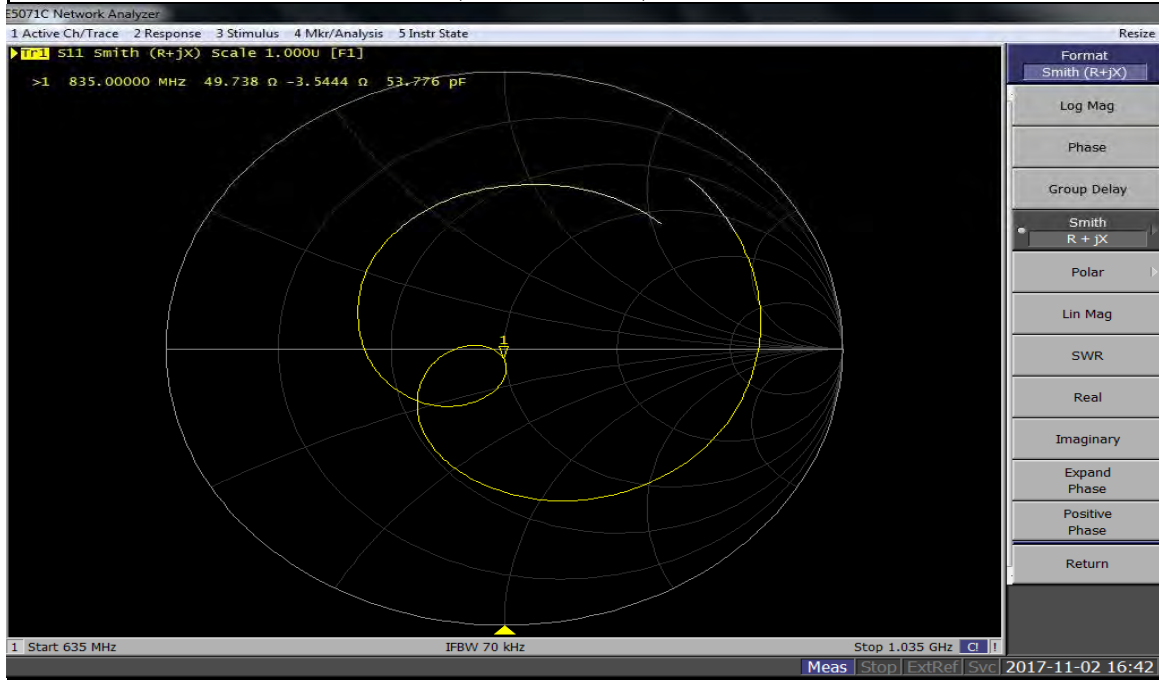 E5071C Network Analyzer
1 Active Ch/Trace 2 Response 3 Stimulus 4 Mkr/Analysis 5 Instr State Resize
Tr1 S11 Smith (R+jX) Scale 1.000U [F1]
>1 835.00000 MHz 49.738 Ω -3.5444 Ω 53.776 pF
1
Format
Smith (R+jX)
Log Mag
Phase
Group Delay
Smith
R + jX
Polar
Lin Mag
SWR
Real
Imaginary
Expand
Phase
Positive
Phase
Return
1 Start 635 MHz IFBW 70 kHz Stop 1.035 GHz C! !
Meas Stop ExtRef Svc 2017-11-02 16:42